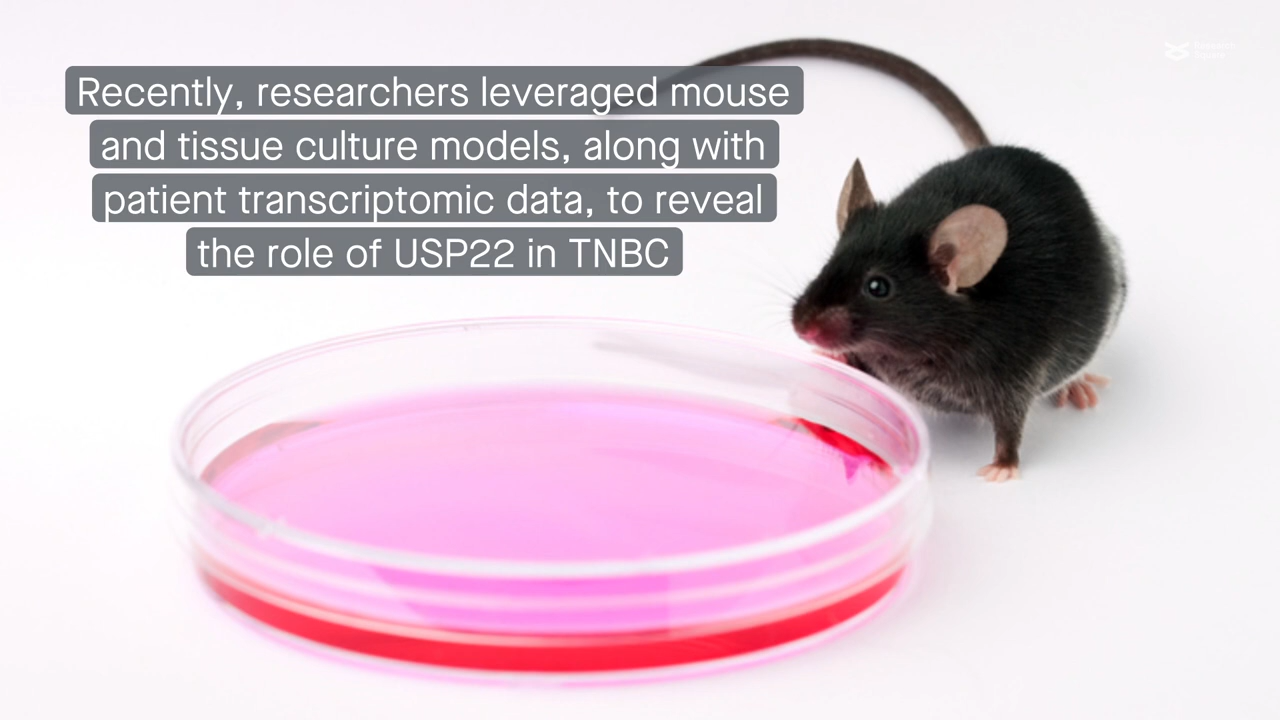 Recently, researchers leveraged mouse
and tissue culture models, along with
patient transcriptomic data, to reveal
the role of USP22 in TNBC